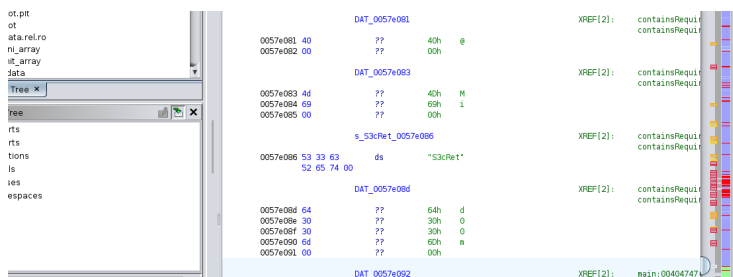 ot.plt
ot
ata.rel.ro
ni_array
nit_array
data
Tree ×
ree
rts
rts
tions
ls
ses
espaces
DAT_0057e081 XREF[2]: containsRequir
containsRequir
0057e081 40 ?? 40h @
0057e082 00 ?? 00h
DAT_0057e083 XREF[2]: containsRequir
containsRequir
0057e083 4d ?? 4Dh M
0057e084 69 ?? 69h i
0057e085 00 ?? 00h
s_S3cRet_0057e086 XREF[2]: containsRequir
containsRequir
0057e086 53 33 63 ds "S3cRet"
52 65 74 00
DAT_0057e08d XREF[2]: containsRequir
containsRequir
0057e08d 64 ?? 64h d
0057e08e 30 ?? 30h 0
0057e08f 30 ?? 30h 0
0057e090 6d ?? 6Dh m
0057e091 00 ?? 00h
DAT_0057e092 XREF[2]: main:00404747